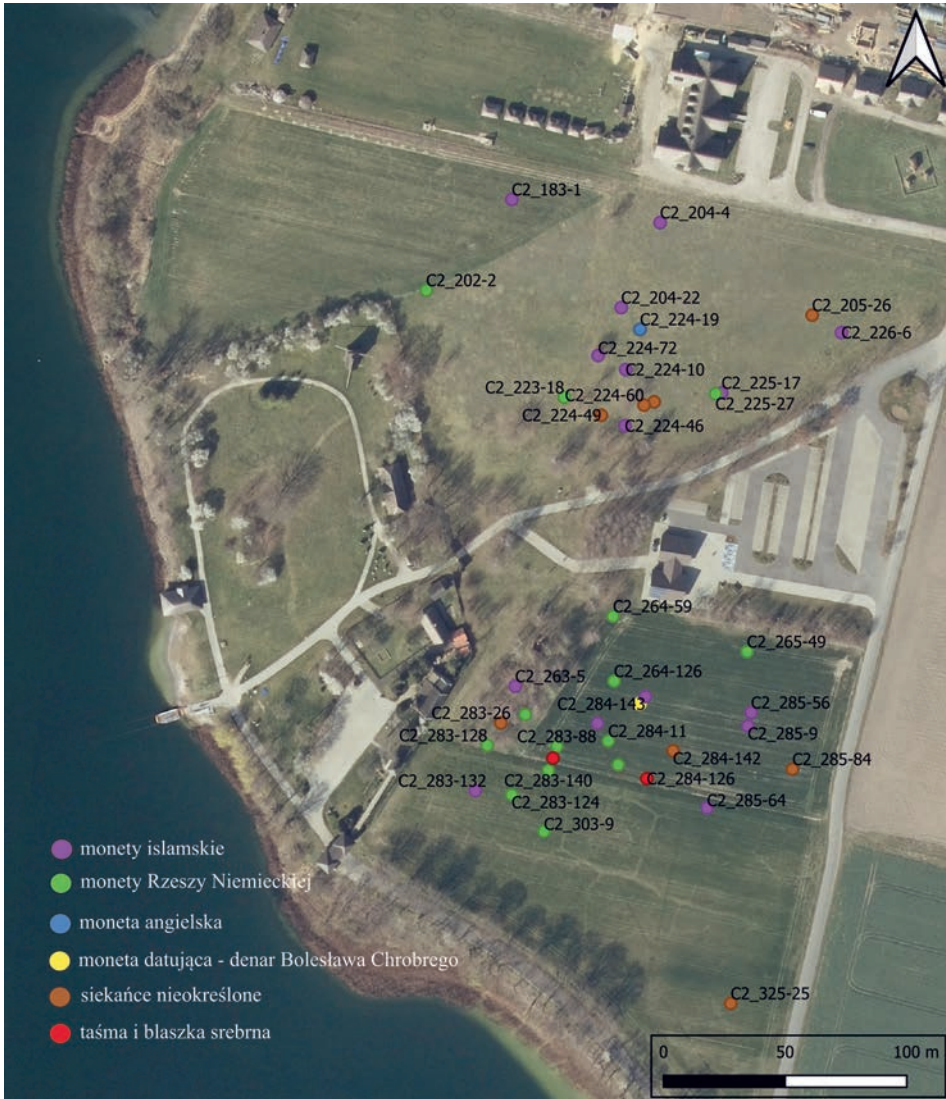 C2_183-1
C2_204-4
C2_202-2
C2_204-22
C2_205-26
C2_224-19
C2_226-6
C2_224-72
C2_224-10
C2_225-17
C2_223-18
C2_224-60
C2_225-27
C2_224-49
C2_224-46
C2_264-59
C2_265-49
C2_264-126
C2_263-5
C2_284-143
C2_285-56
C2_283-26
C2_284-11
C2_285-9
C2_283-128
C2_283-88
C2_284-142
C2_285-84
C2_283-132
C2_283-140
C2_284-126
C2_283-124
C2_285-64
C2_303-9
monety islamskie
monety Rzeszy Niemieckiej
moneta angielska
moneta datująca - denar Bolesława Chrobrego
siekańce nieokreślone
taśma i blaszka srebrna
C2_325-25
0 50 100 m